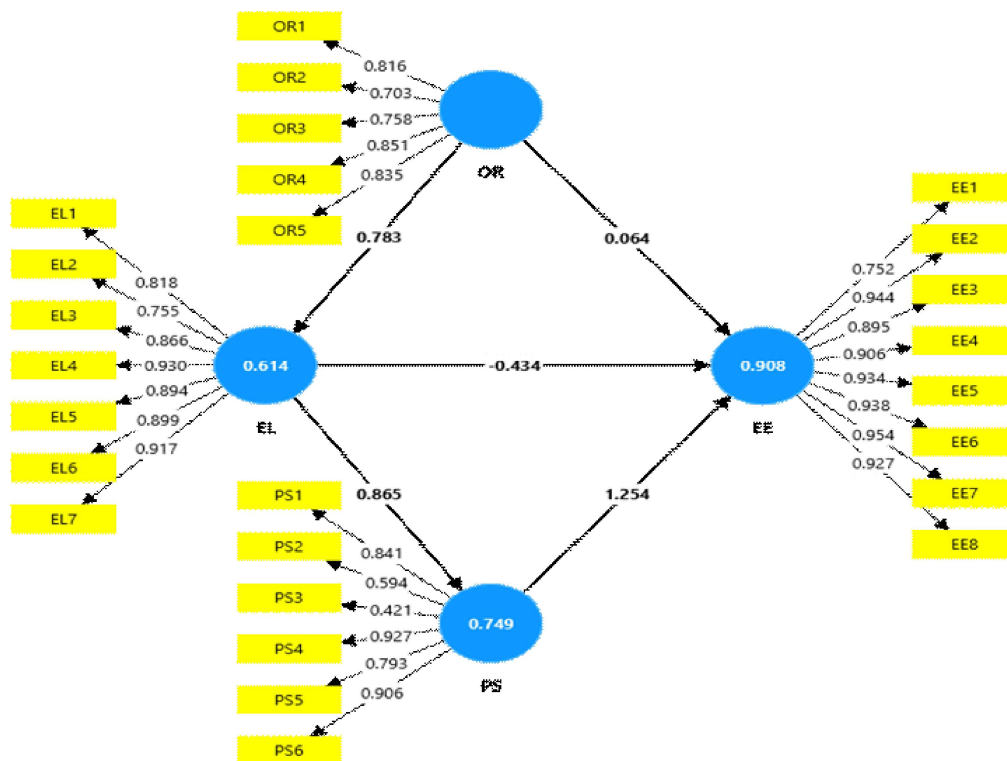 OR1
OR2
OR3
OR4
OR5
0.816
0.703
0.758
0.851
0.835
OR
0.783
0.064
EL1
EL2
EL3
EL4
EL5
EL6
EL7
0.818
0.755
0.866
0.930
0.894
0.899
0.917
0.614
EL
-0.434
0.908
EE
EE1
EE2
EE3
EE4
EE5
EE6
EE7
EE8
0.752
0.944
0.895
0.906
0.934
0.938
0.954
0.927
0.865
1.254
PS1
PS2
PS3
PS4
PS5
PS6
0.841
0.594
0.421
0.927
0.793
0.906
0.749
PS